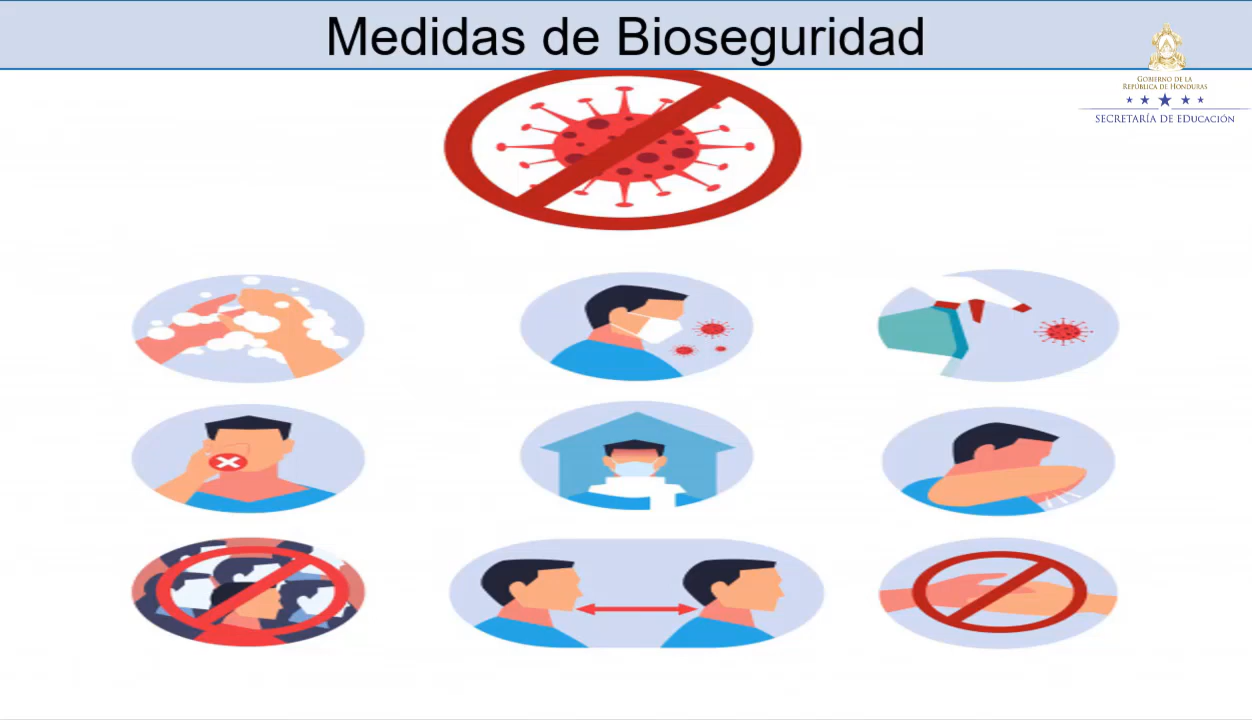 Medidas de Bioseguridad
GOBIERNO DE LA
REPÚBLICA DE HONDURAS
SECRETARÍA DE EDUCACIÓN